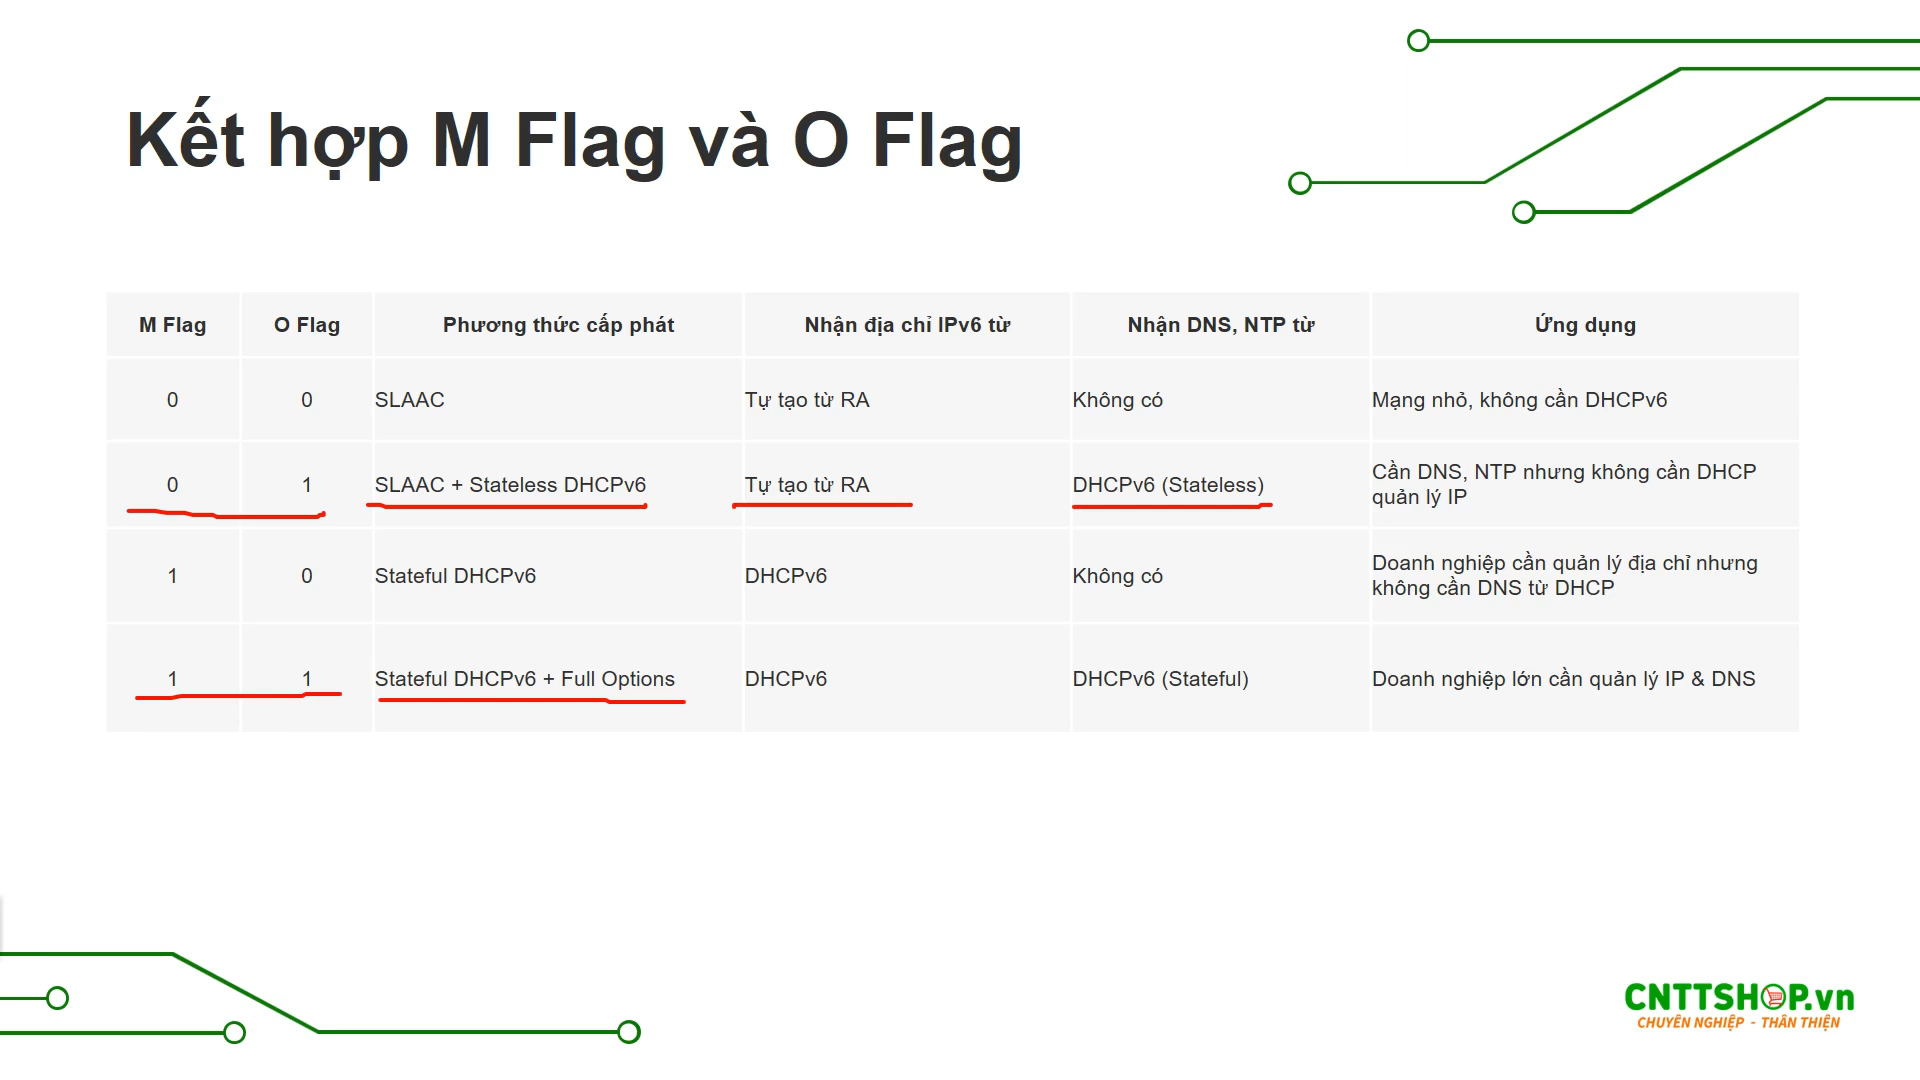 Kết hợp M Flag và O Flag
M Flag O Flag Phương thức cấp phát Nhận địa chỉ IPv6 từ Nhận DNS, NTP từ Ứng dụng
0 0 SLAAC Tự tạo từ RA Không có Mạng nhỏ, không cần DHCPv6
0 1 SLAAC + Stateless DHCPv6 Tự tạo từ RA DHCPv6 (Stateless) Cần DNS, NTP nhưng không cần DHCP
quản lý IP
1 0 Stateful DHCPv6 DHCPv6 Không có Doanh nghiệp cần quản lý địa chỉ nhưng
không cần DNS từ DHCP
1 1 Stateful DHCPv6 + Full Options DHCPv6 DHCPv6 (Stateful) Doanh nghiệp lớn cần quản lý IP & DNS
CNTTSHOP.vn
CHUYÊN NGHIỆP - THÂN THIỆN